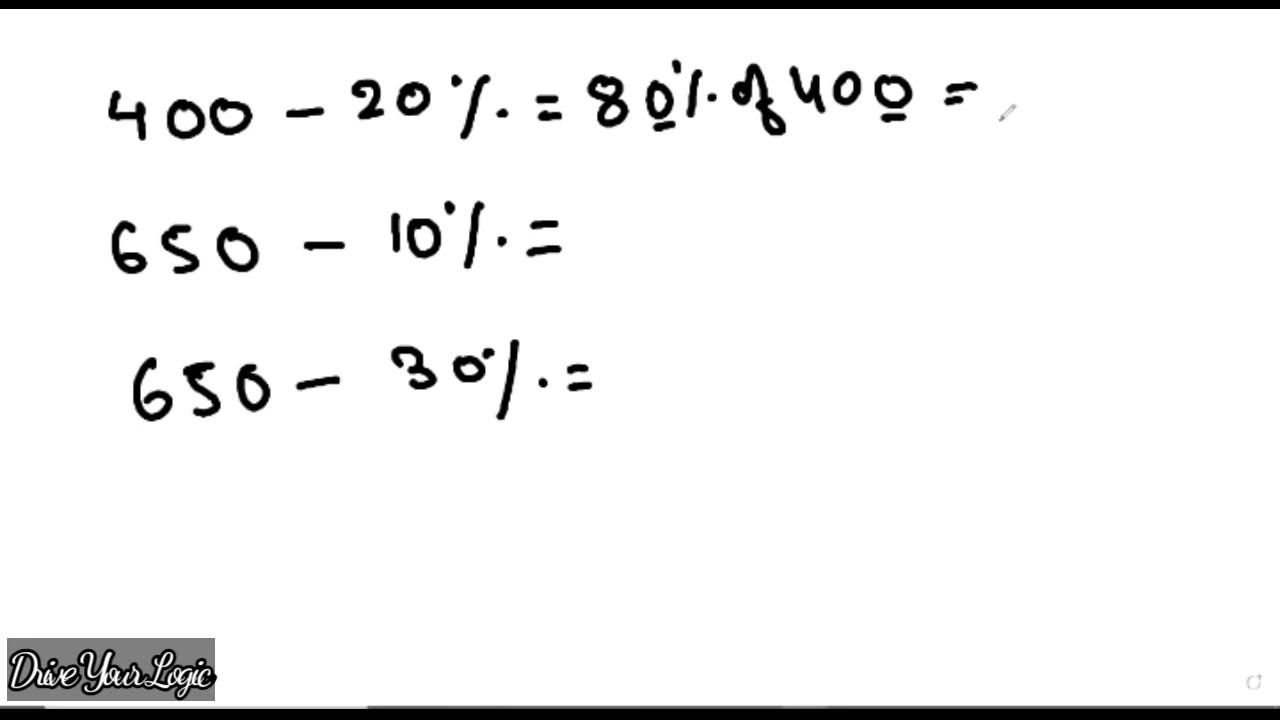 400 - 20% = 80% of 400 =
650 - 10% =
650 - 30% =
Drive Your Logic